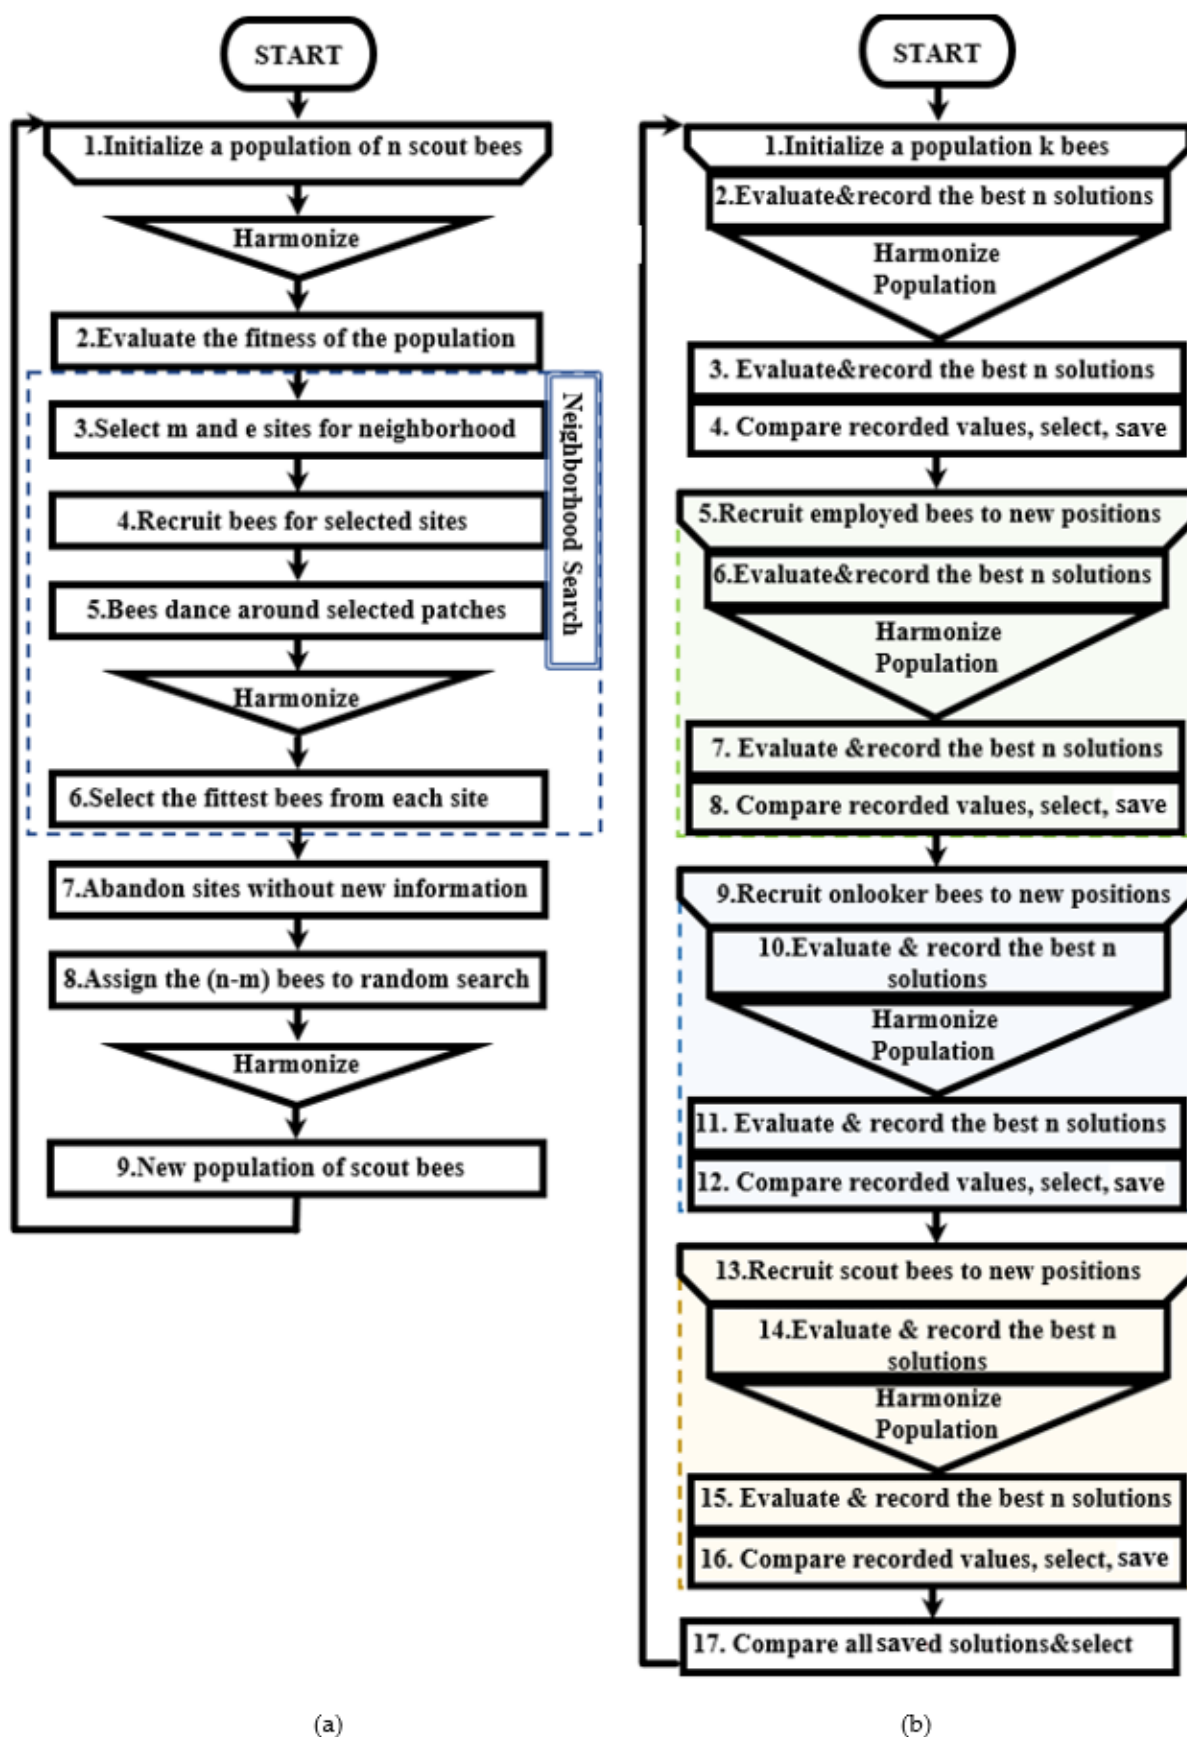 START
1.Initialize a population of n scout bees
Harmonize
2.Evaluate the fitness of the population
3.Select m and e sites for neighborhood
4.Recruit bees for selected sites
5.Bees dance around selected patches
Harmonize
6.Select the fittest bees from each site
Neighborhood Search
7.Abandon sites without new information
8.Assign the (n-m) bees to random search
Harmonize
9.New population of scout bees
(a)
START
1.Initialize a population k bees
2.Evaluate&record the best n solutions
Harmonize
Population
3. Evaluate&record the best n solutions
4. Compare recorded values, select, save
5.Recruit employed bees to new positions
6.Evaluate&record the best n solutions
Harmonize
Population
7. Evaluate &record the best n solutions
8. Compare recorded values, select, save
9.Recruit onlooker bees to new positions
10.Evaluate & record the best n
solutions
Harmonize
Population
11. Evaluate & record the best n solutions
12. Compare recorded values, select, save
13.Recruit scout bees to new positions
14.Evaluate & record the best n
solutions
Harmonize
Population
15. Evaluate & record the best n solutions
16. Compare recorded values, select, save
17. Compare all saved solutions&select
(b)